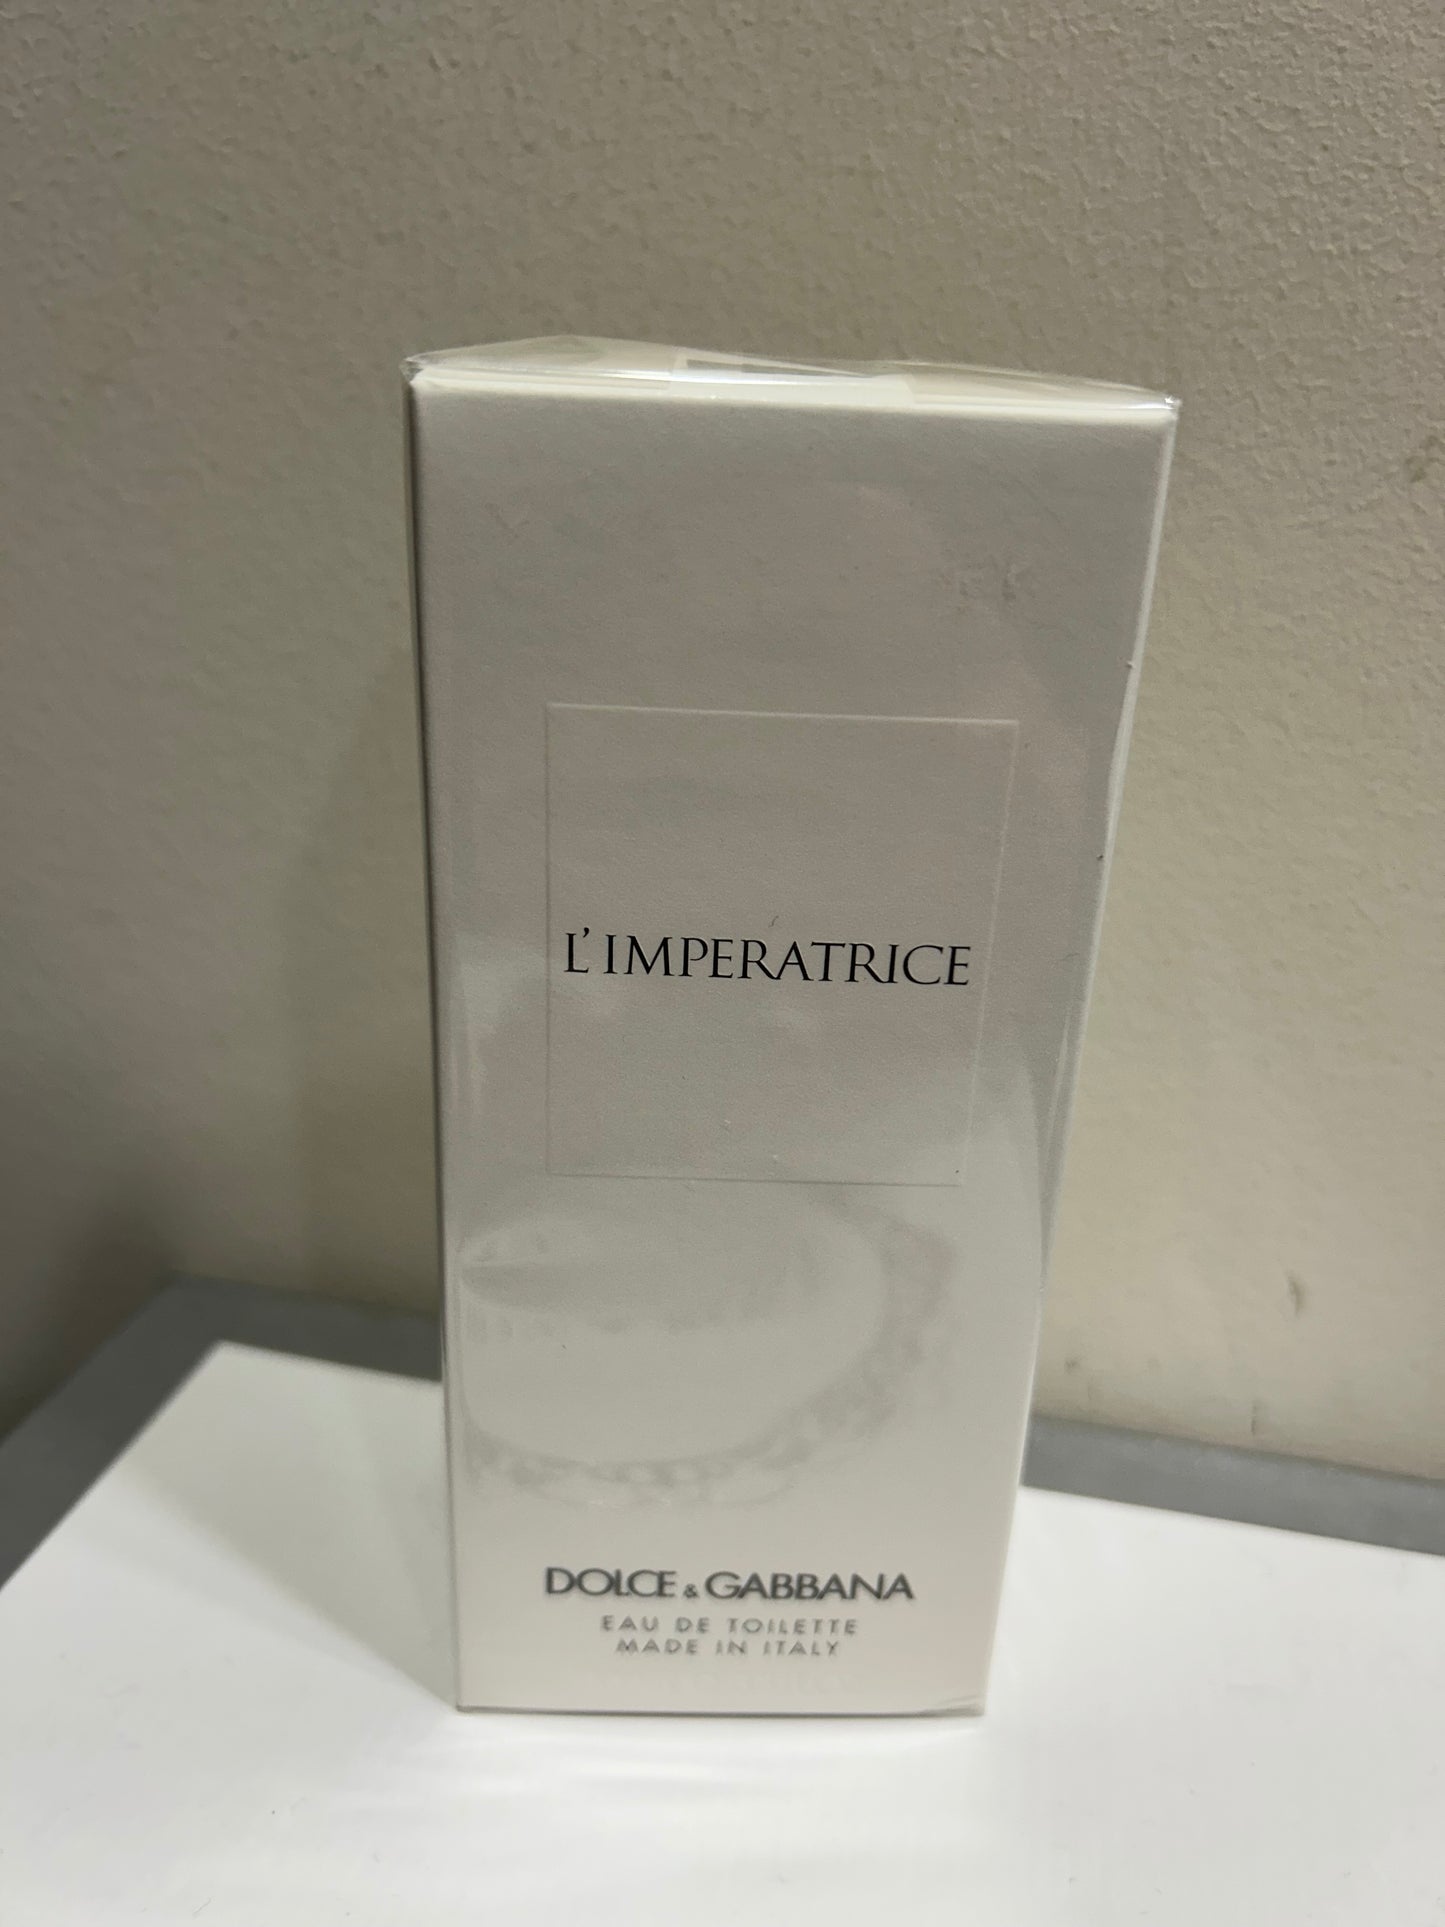 L'IMPERATRICE
DOLCE & GABBANA
EAU DE TOILETTE
MADE IN ITALY